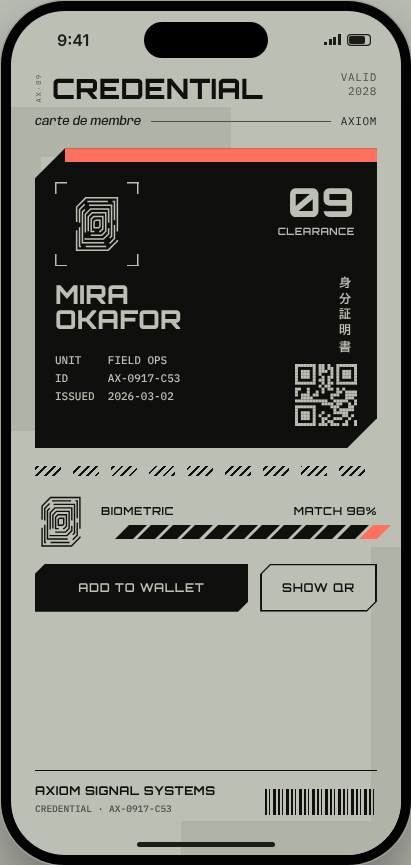 9:41
AX-09
CREDENTIAL
VALID
2028
carte de membre
AXIOM
09
CLEARANCE
MIRA
OKAFOR
身分証明書
UNIT FIELD OPS
ID AX-0917-C53
ISSUED 2026-03-02
BIOMETRIC
MATCH 98%
ADD TO WALLET
SHOW QR
AXIOM SIGNAL SYSTEMS
CREDENTIAL · AX-0917-C53